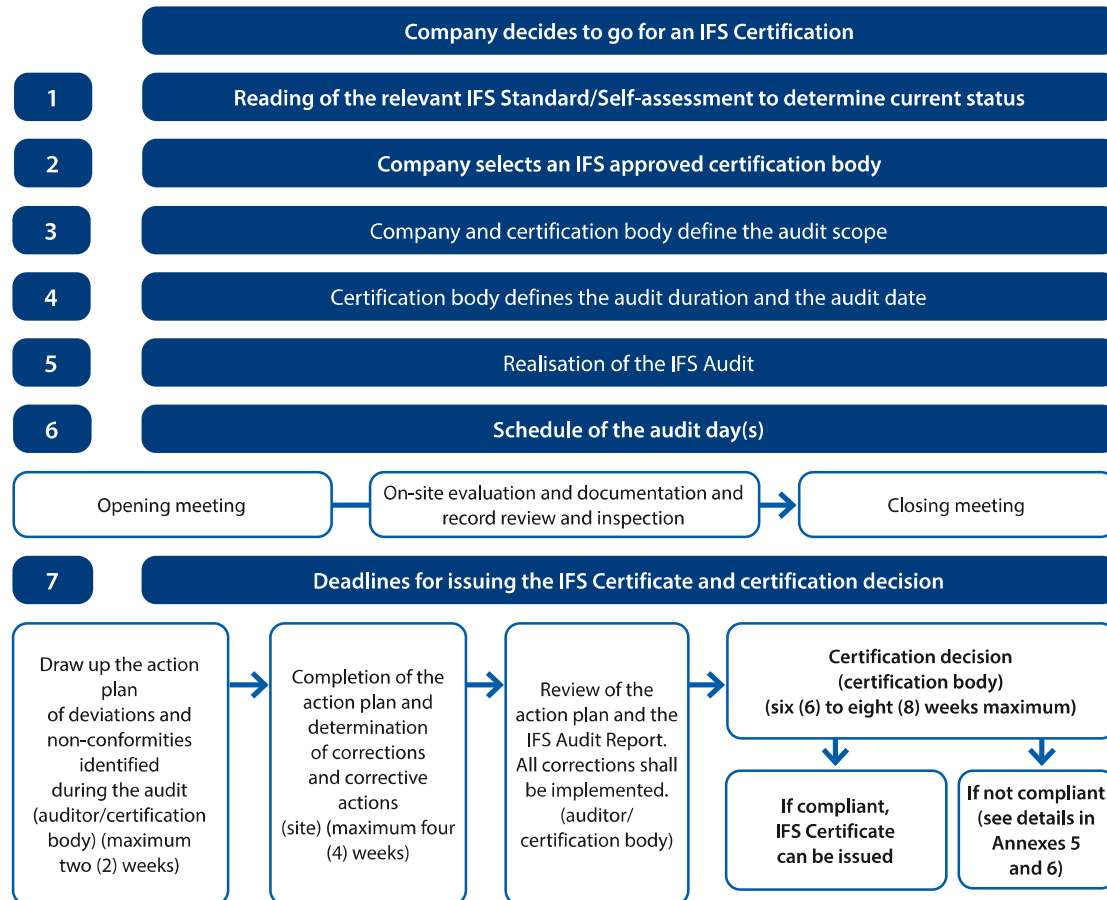 Company decides to go for an IFS Certification
1
Reading of the relevant IFS Standard/Self-assessment to determine current status
2
Company selects an IFS approved certification body
3
Company and certification body define the audit scope
4
Certification body defines the audit duration and the audit date
5
Realisation of the IFS Audit
6
Schedule of the audit day(s)
Opening meeting
On-site evaluation and documentation and
record review and inspection
Closing meeting
7
Deadlines for issuing the IFS Certificate and certification decision
Draw up the action
plan
of deviations and
non-conformities
identified
during the audit
(auditor/certification
body) (maximum
two (2) weeks)
Completion of the
action plan and
determination
of corrections
and corrective
actions
(site) (maximum four
(4) weeks)
Review of the
action plan and the
IFS Audit Report.
All corrections shall
be implemented.
(auditor/
certification body)
Certification decision
(certification body)
(six (6) to eight (8) weeks maximum)
If compliant,
IFS Certificate
can be issued
If not compliant
(see details in
Annexes 5
and 6)